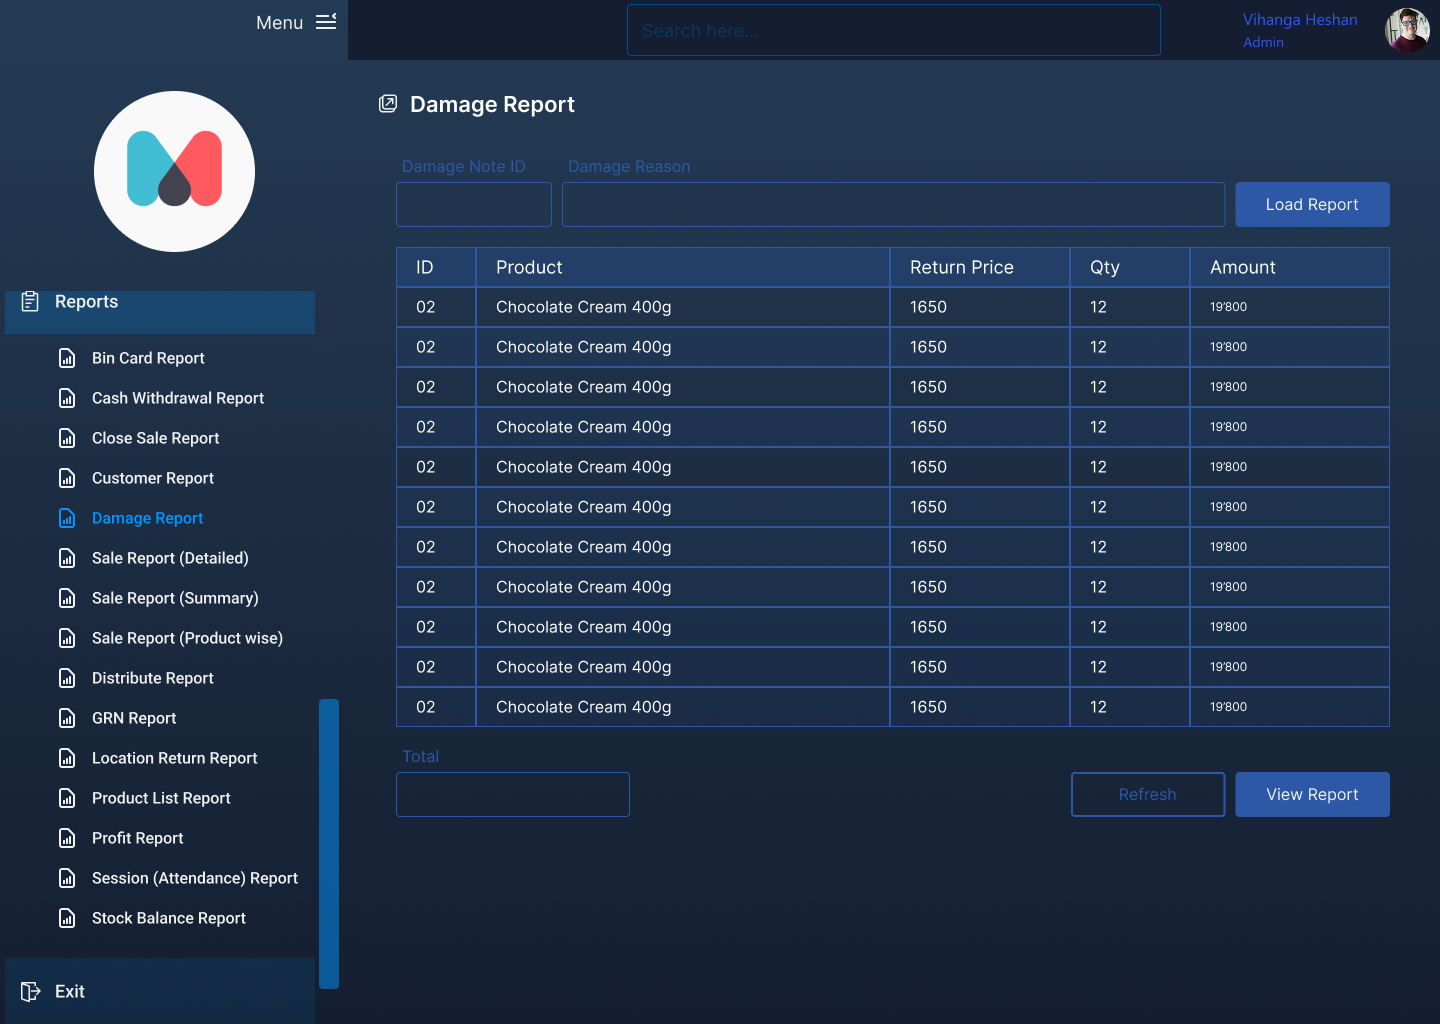 Menu
Search here...
Vihanga Heshan
Admin
Damage Report
Damage Note ID
Damage Reason
Load Report
ID Product Return Price Qty Amount
02 Chocolate Cream 400g 1650 12 19'800
02 Chocolate Cream 400g 1650 12 19'800
02 Chocolate Cream 400g 1650 12 19'800
02 Chocolate Cream 400g 1650 12 19'800
02 Chocolate Cream 400g 1650 12 19'800
02 Chocolate Cream 400g 1650 12 19'800
02 Chocolate Cream 400g 1650 12 19'800
02 Chocolate Cream 400g 1650 12 19'800
02 Chocolate Cream 400g 1650 12 19'800
02 Chocolate Cream 400g 1650 12 19'800
02 Chocolate Cream 400g 1650 12 19'800
Total
Refresh
View Report
Reports
Bin Card Report
Cash Withdrawal Report
Close Sale Report
Customer Report
Damage Report
Sale Report (Detailed)
Sale Report (Summary)
Sale Report (Product wise)
Distribute Report
GRN Report
Location Return Report
Product List Report
Profit Report
Session (Attendance) Report
Stock Balance Report
Exit